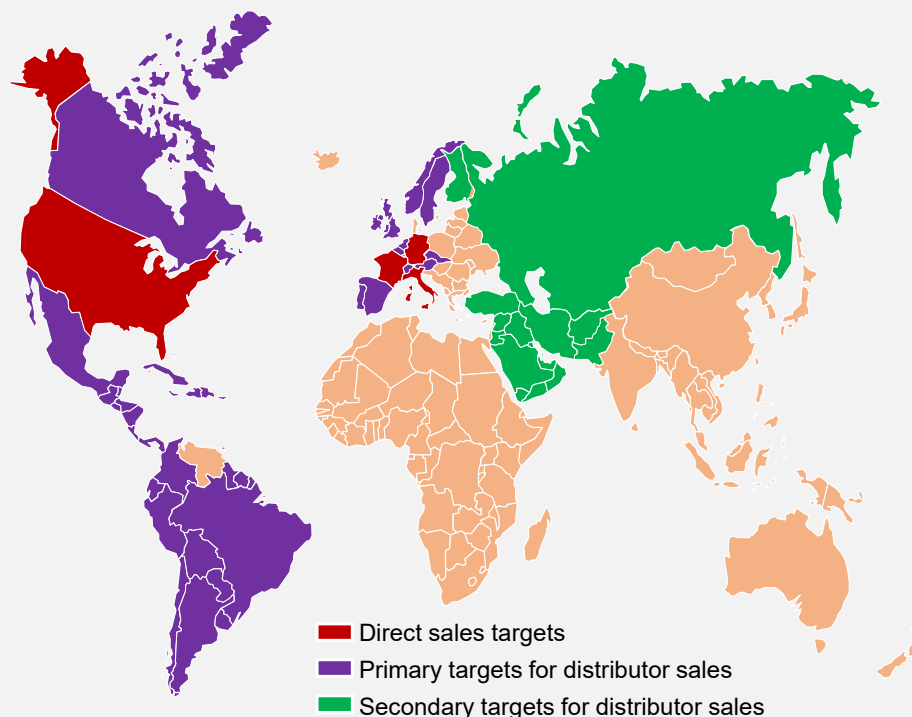 Direct sales targets
Primary targets for distributor sales
Secondary targets for distributor sales